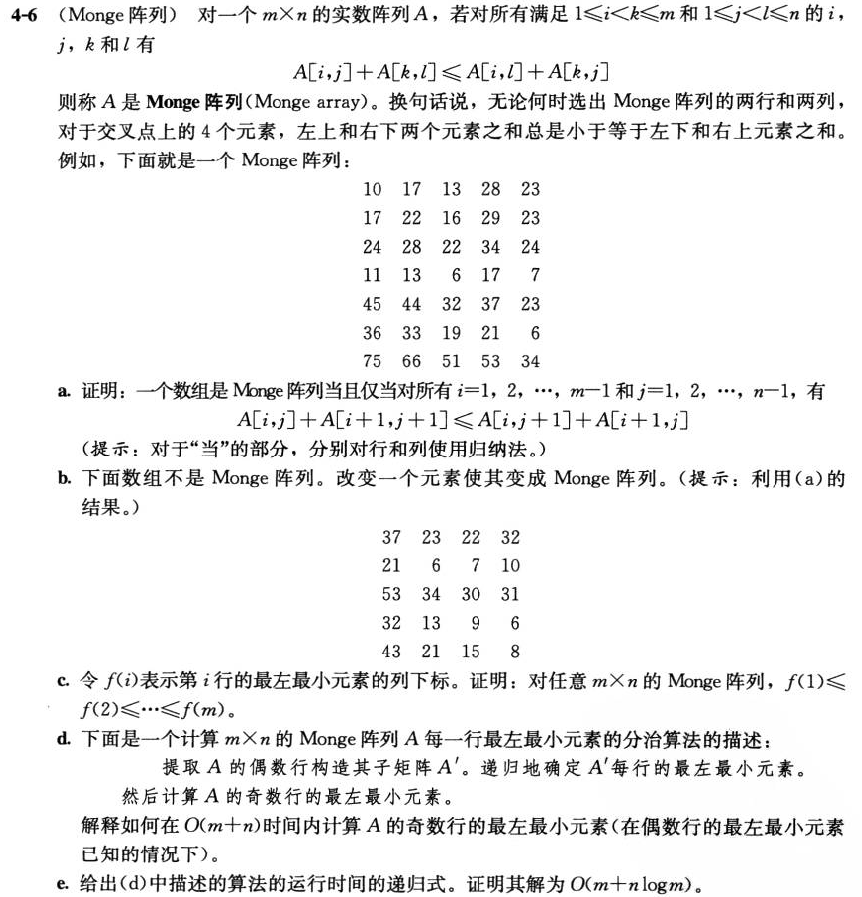 4-6 （Monge 阵列） 对一个 m×n 的实数阵列 A，若对所有满足 1≤i<k≤m 和 1≤j<l≤n 的 i，
j，k 和 l 有
A[i,j]+A[k,l]≤A[i,l]+A[k,j]
则称 A 是 Monge 阵列(Monge array)。换句话说，无论何时选出 Monge 阵列的两行和两列，
对于交叉点上的 4 个元素，左上和右下两个元素之和总是小于等于左下和右上元素之和。
例如，下面就是一个 Monge 阵列：
10 17 13 28 23
17 22 16 29 23
24 28 22 34 24
11 13 6 17 7
45 44 32 37 23
36 33 19 21 6
75 66 51 53 34
a. 证明：一个数组是 Monge 阵列当且仅当对所有 i=1，2，…，m-1 和 j=1，2，…，n-1，有
A[i,j]+A[i+1,j+1]≤A[i,j+1]+A[i+1,j]
（提示：对于“当”的部分，分别对行和列使用归纳法。）
b. 下面数组不是 Monge 阵列。改变一个元素使其变成 Monge 阵列。（提示：利用(a)的
结果。）
37 23 22 32
21 6 7 10
53 34 30 31
32 13 9 6
43 21 15 8
c. 令 f(i)表示第 i 行的最左最小元素的列下标。证明：对任意 m×n 的 Monge 阵列，f(1)≤
f(2)≤…≤f(m)。
d. 下面是一个计算 m×n 的 Monge 阵列 A 每一行最左最小元素的分治算法的描述：
提取 A 的偶数行构造其子矩阵 A′。递归地确定 A′每行的最左最小元素。
然后计算 A 的奇数行的最左最小元素。
解释如何在 O(m+n)时间内计算 A 的奇数行的最左最小元素(在偶数行的最左最小元素
已知的情况下)。
e. 给出(d)中描述的算法的运行时间的递归式。证明其解为 O(m+nlogm)。